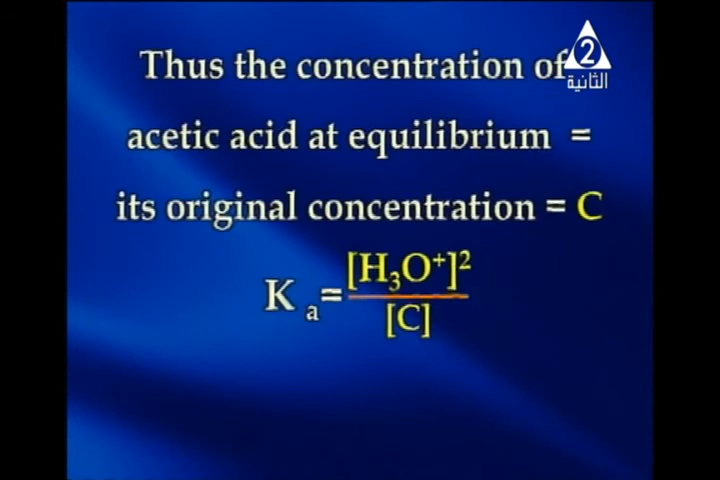 Thus the concentration of
2
الثانية
acetic acid at equilibrium =
its original concentration = C
K a = [H₃O⁺]²
[C]